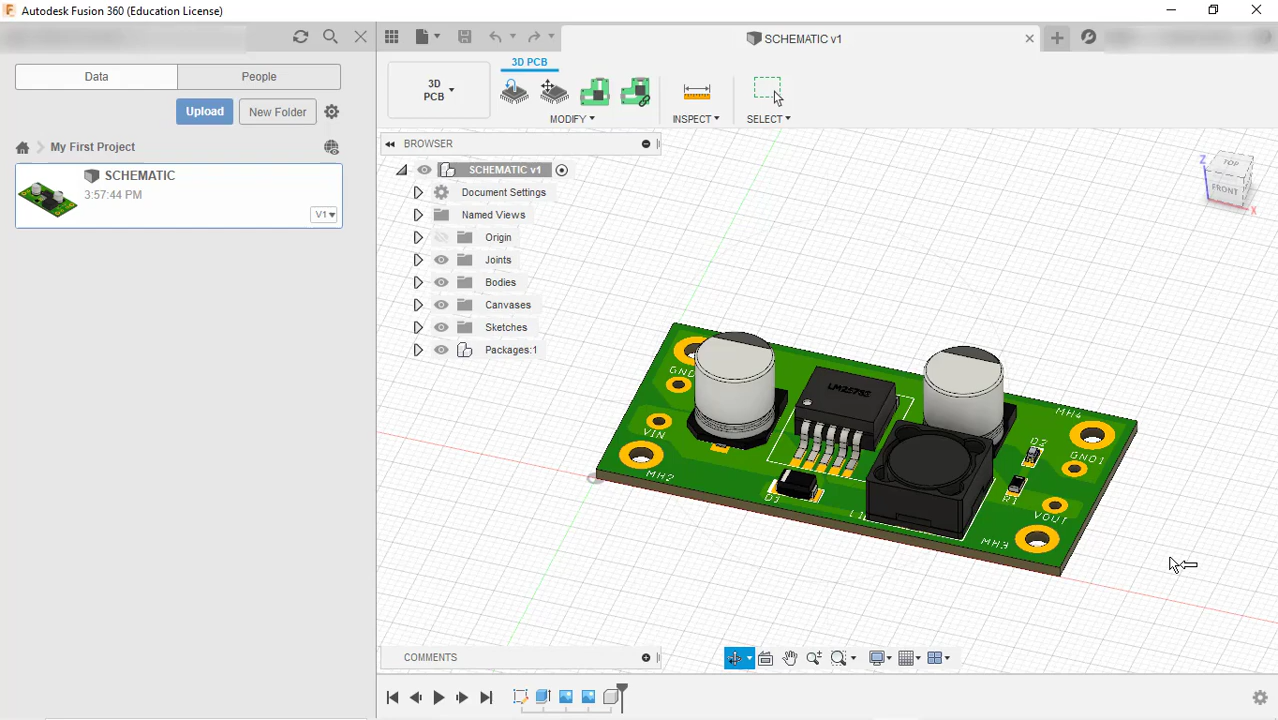 Autodesk Fusion 360 (Education License)
SCHEMATIC v1
Data
People
Upload
New Folder
My First Project
SCHEMATIC
3:57:44 PM
V1
3D PCB
3D
PCB
MODIFY
INSPECT
SELECT
BROWSER
SCHEMATIC v1
Document Settings
Named Views
Origin
Joints
Bodies
Canvases
Sketches
Packages:1
TOP
FRONT
Z
X
GND
VIN
MH2
LM2575S
D1
MH4
D2
GND1
R1
VOUT
MH3
COMMENTS